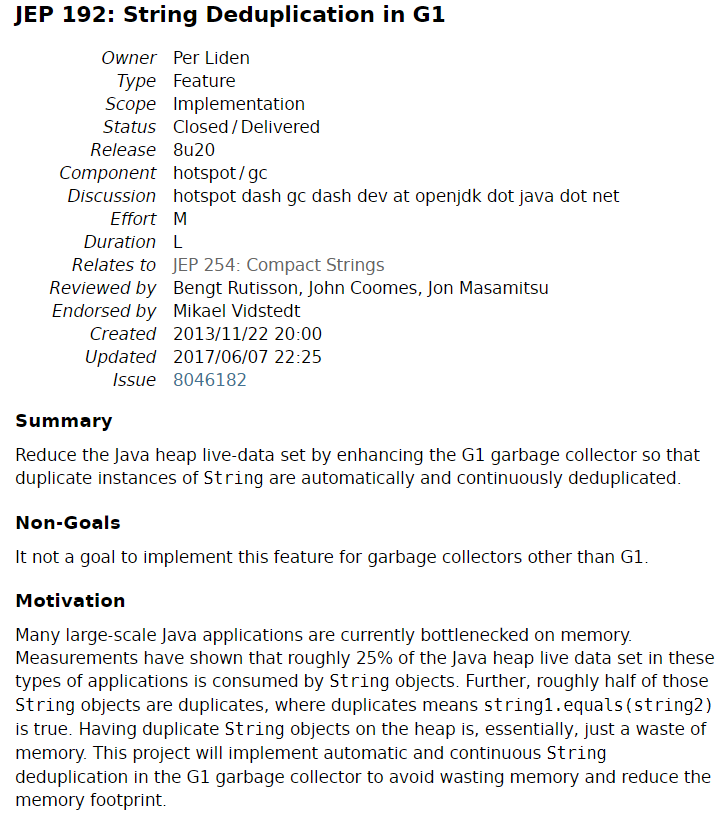 JEP 192: String Deduplication in G1
Owner Per Liden
Type Feature
Scope Implementation
Status Closed / Delivered
Release 8u20
Component hotspot / gc
Discussion hotspot dash gc dash dev at openjdk dot java dot net
Effort M
Duration L
Relates to JEP 254: Compact Strings
Reviewed by Bengt Rutisson, John Coomes, Jon Masamitsu
Endorsed by Mikael Vidstedt
Created 2013/11/22 20:00
Updated 2017/06/07 22:25
Issue 8046182
Summary
Reduce the Java heap live-data set by enhancing the G1 garbage collector so that
duplicate instances of String are automatically and continuously deduplicated.
Non-Goals
It not a goal to implement this feature for garbage collectors other than G1.
Motivation
Many large-scale Java applications are currently bottlenecked on memory.
Measurements have shown that roughly 25% of the Java heap live data set in these
types of applications is consumed by String objects. Further, roughly half of those
String objects are duplicates, where duplicates means string1.equals(string2)
is true. Having duplicate String objects on the heap is, essentially, just a waste of
memory. This project will implement automatic and continuous String
deduplication in the G1 garbage collector to avoid wasting memory and reduce the
memory footprint.